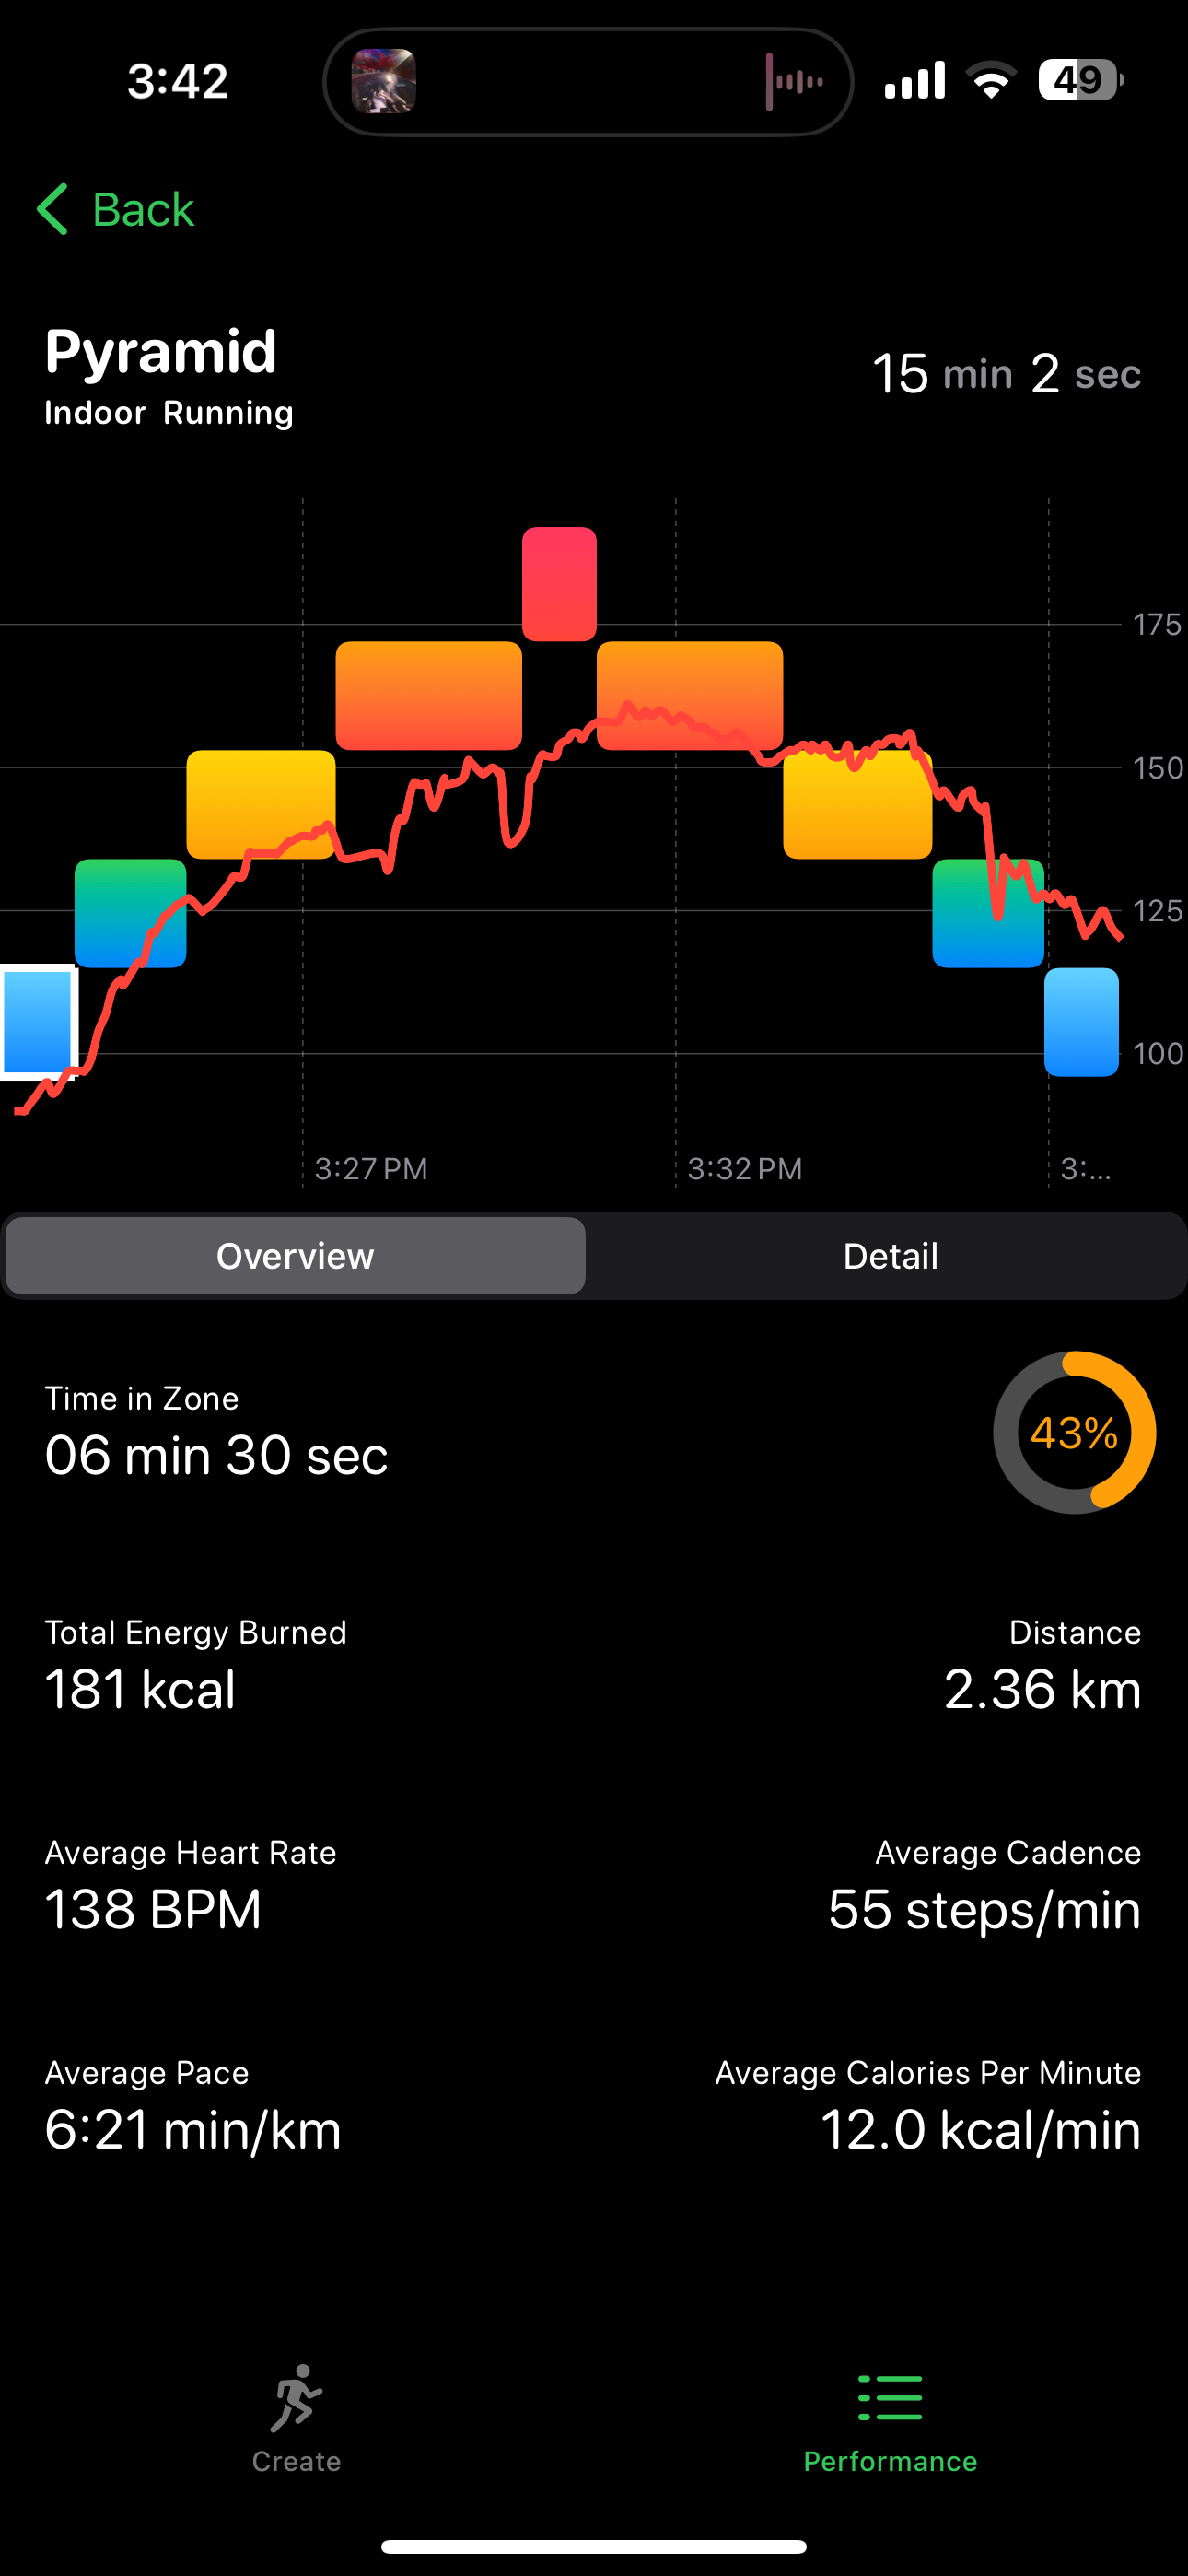 3:42
49
Back
Pyramid
15 min 2 sec
Indoor Running
175
150
125
100
3:27 PM
3:32 PM
3:...
Overview
Detail
Time in Zone
06 min 30 sec
43%
Total Energy Burned
Distance
181 kcal
2.36 km
Average Heart Rate
Average Cadence
138 BPM
55 steps/min
Average Pace
Average Calories Per Minute
6:21 min/km
12.0 kcal/min
Create
Performance